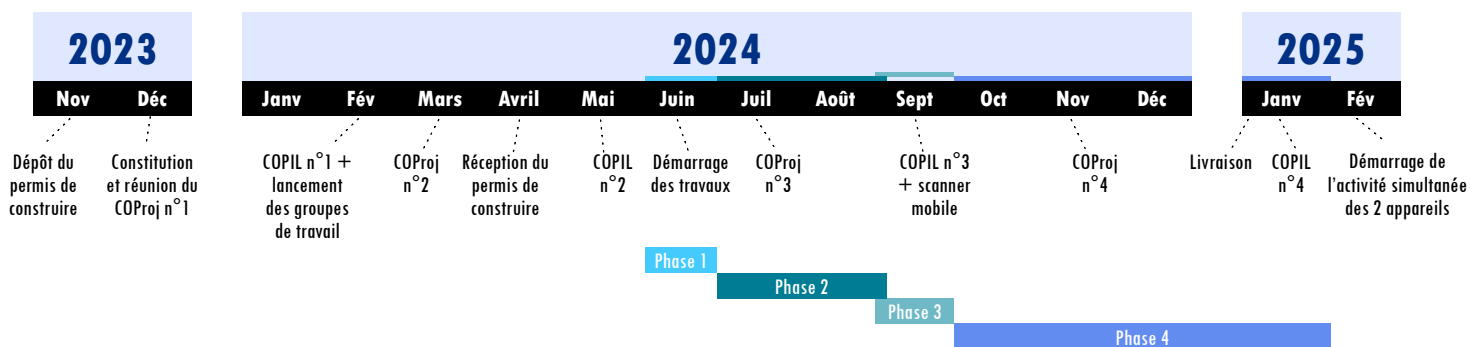 2023
2024
2025
Nov Déc
Janv Fév Mars Avril Mai Juin Juil Août Sept Oct Nov Déc
Janv Fév
Dépôt du
permis de
construire
Constitution
et réunion du
COProj n°1
COPIL n°1 +
lancement
des groupes
de travail
COProj
n°2
Réception du
permis de
construire
COPIL
n°2
Démarrage
des travaux
COProj
n°3
COPIL n°3
+ scanner
mobile
COProj
n°4
Livraison
COPIL
n°4
Démarrage de
l'activité simultanée
des 2 appareils
Phase 1
Phase 2
Phase 3
Phase 4